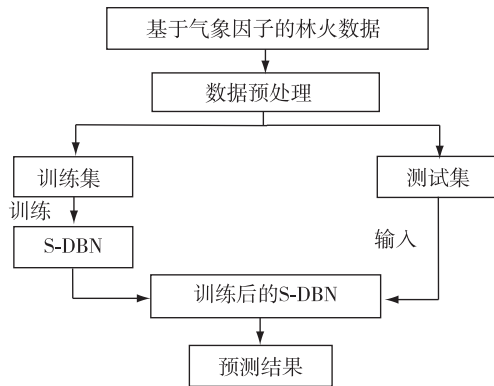 基于气象因子的林火数据
数据预处理
训练集
测试集
训练
输入
S-DBN
训练后的S-DBN
预测结果